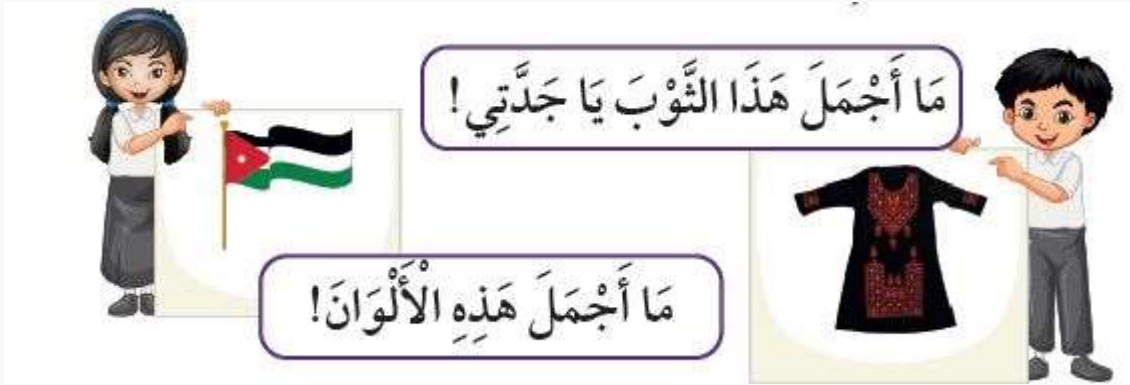 مَا أَجْمَلَ هَذَا الثَّوْبَ يَا جَدَّتِي!
مَا أَجْمَلَ هَذِهِ الْأَلْوَانَ!